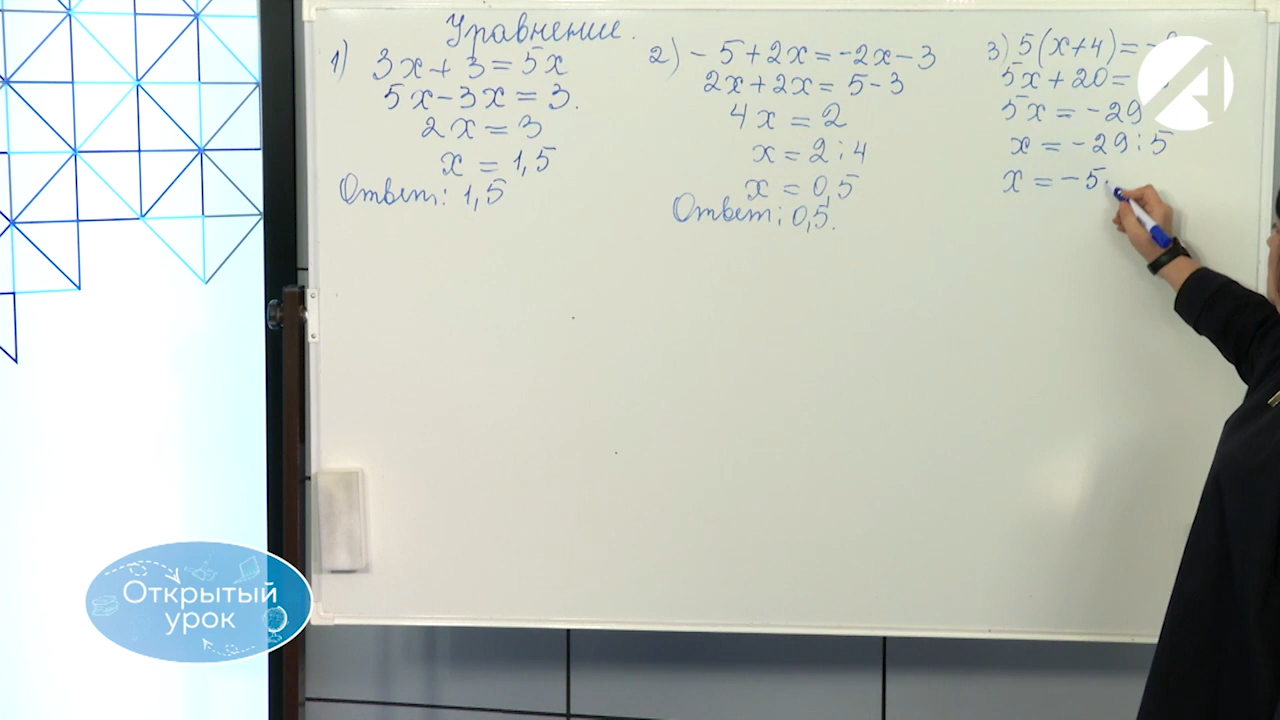 Уравнение.
1) 3x + 3 = 5x
5x - 3x = 3.
2x = 3
x = 1,5
Ответ: 1,5
2) - 5 + 2x = -2x - 3
2x + 2x = 5 - 3
4x = 2
x = 2 : 4
x = 0,5
Ответ: 0,5.
3) 5(x+4) = -
5x + 20 =
5x = -29
x = -29 : 5
x = -5
Открытый
урок